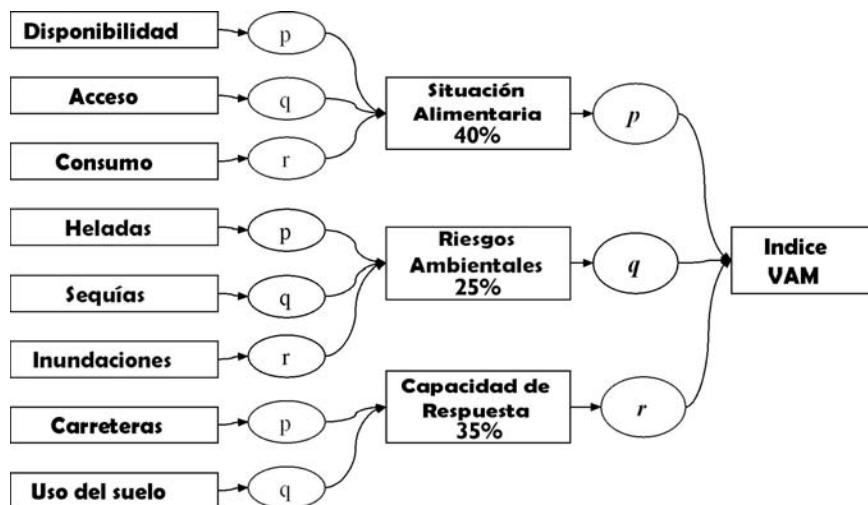 Disponibilidad
p
Acceso
q
Consumo
r
Situación
Alimentaria
40%
p
Heladas
p
Sequías
q
Inundaciones
r
Riesgos
Ambientales
25%
q
Carreteras
p
Uso del suelo
q
Capacidad de
Respuesta
35%
r
Indice
VAM